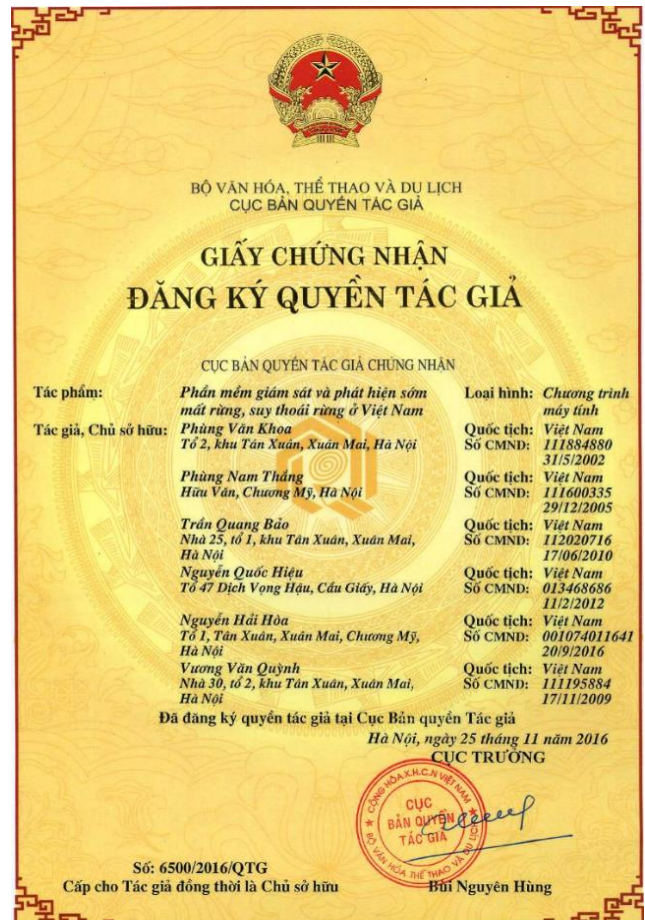 BỘ VĂN HÓA, THỂ THAO VÀ DU LỊCH
CỤC BẢN QUYỀN TÁC GIẢ
GIẤY CHỨNG NHẬN
ĐĂNG KÝ QUYỀN TÁC GIẢ
CỤC BẢN QUYỀN TÁC GIẢ CHỨNG NHẬN
Tác phẩm: Phần mềm giám sát và phát hiện sớm Loại hình: Chương trình
mất rừng, suy thoái rừng ở Việt Nam máy tính
Tác giả, Chủ sở hữu: Phùng Văn Khoa Quốc tịch: Việt Nam
Tổ 2, khu Tân Xuân, Xuân Mai, Hà Nội Số CMND: 111884880
31/5/2002
Phùng Nam Thắng Quốc tịch: Việt Nam
Hữu Văn, Chương Mỹ, Hà Nội Số CMND: 111600335
29/12/2005
Trần Quang Bảo Quốc tịch: Việt Nam
Nhà 25, tổ 1, khu Tân Xuân, Xuân Mai, Số CMND: 112020716
Hà Nội 17/06/2010
Nguyễn Quốc Hiệu Quốc tịch: Việt Nam
Tổ 47 Dịch Vọng Hậu, Cầu Giấy, Hà Nội Số CMND: 013468686
11/2/2012
Nguyễn Hải Hòa Quốc tịch: Việt Nam
Tổ 1, Tân Xuân, Xuân Mai, Chương Mỹ, Số CMND: 001074011641
Hà Nội 20/9/2016
Vương Văn Quỳnh Quốc tịch: Việt Nam
Nhà 30, tổ 2, khu Tân Xuân, Xuân Mai, Số CMND: 111195884
Hà Nội 17/11/2009
Đã đăng ký quyền tác giả tại Cục Bản quyền Tác giả
Hà Nội, ngày 25 tháng 11 năm 2016
CỤC TRƯỞNG
CỘNG HÒA X.H.C.N VIỆT NAM
CỤC
BẢN QUYỀN
TÁC GIẢ
BỘ VĂN HÓA THỂ THAO VÀ DU LỊCH
Số: 6500/2016/QTG
Cấp cho Tác giả đồng thời là Chủ sở hữu Bùi Nguyên Hùng